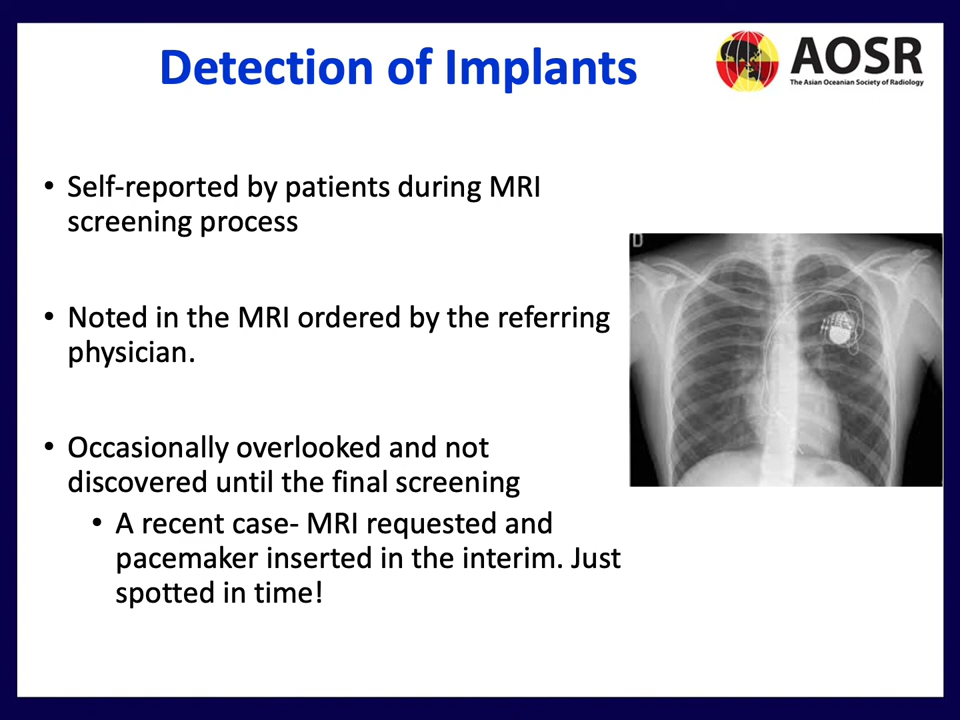 Detection of Implants
AOSR
The Asian Oceanian Society of Radiology
• Self-reported by patients during MRI
screening process
• Noted in the MRI ordered by the referring
physician.
• Occasionally overlooked and not
discovered until the final screening
• A recent case- MRI requested and
pacemaker inserted in the interim. Just
spotted in time!
D